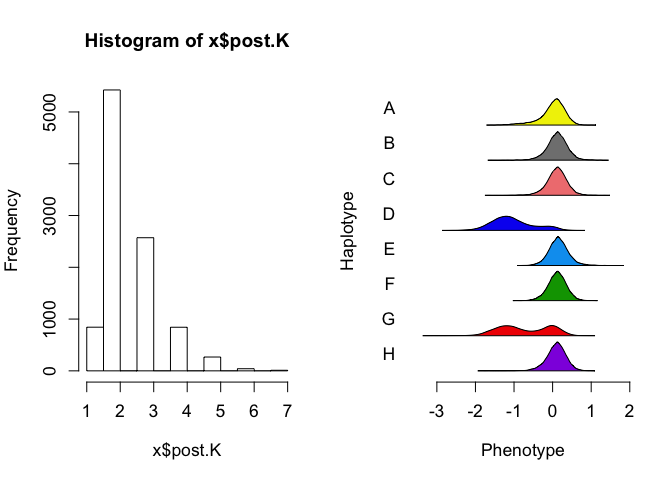 Histogram of x$post.K
Frequency
0
1000
3000
5000
1 2 3 4 5 6 7
x$post.K
Haplotype
A
B
C
D
E
F
G
H
-3 -2 -1 0 1 2
Phenotype